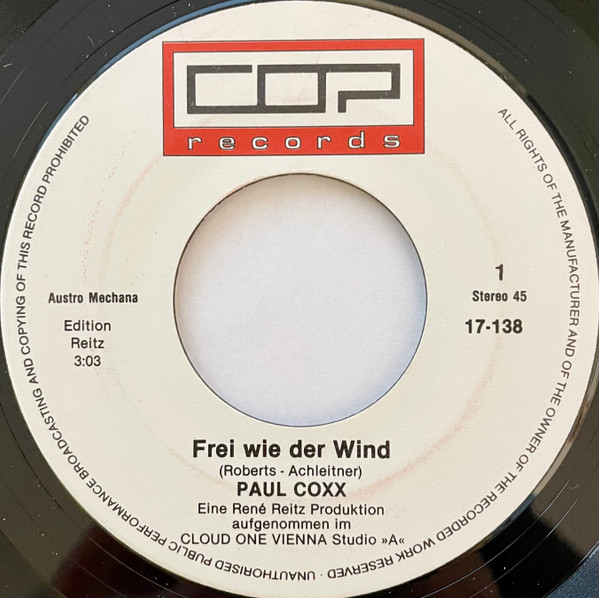 COP
records
ALL RIGHTS OF THE MANUFACTURER AND OF THE OWNER OF THE RECORDED WORK RESERVED · UNAUTHORISED PUBLIC PERFORMANCE BROADCASTING AND COPYING OF THIS RECORD PROHIBITED
Austro Mechana
Edition
Reitz
3:03
1
Stereo 45
17-138
Frei wie der Wind
(Roberts - Achleitner)
PAUL COXX
Eine René Reitz Produktion
aufgenommen im
CLOUD ONE VIENNA Studio »A«